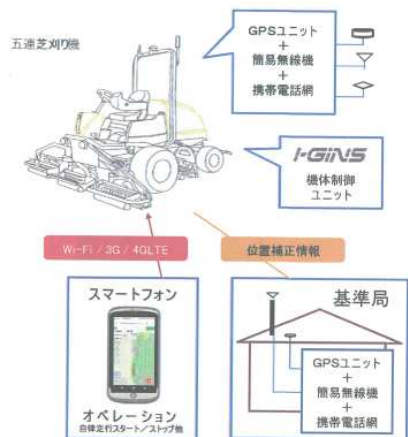 五連芝刈り機
GPSユニット
+
簡易無線機
+
携帯電話網
I-GiNS
機体制御
ユニット
Wi-Fi / 3G / 4GLTE
位置補正情報
スマートフォン
オペレーション
自律走行スタート/ストップ他
基準局
GPSユニット
+
簡易無線機
+
携帯電話網